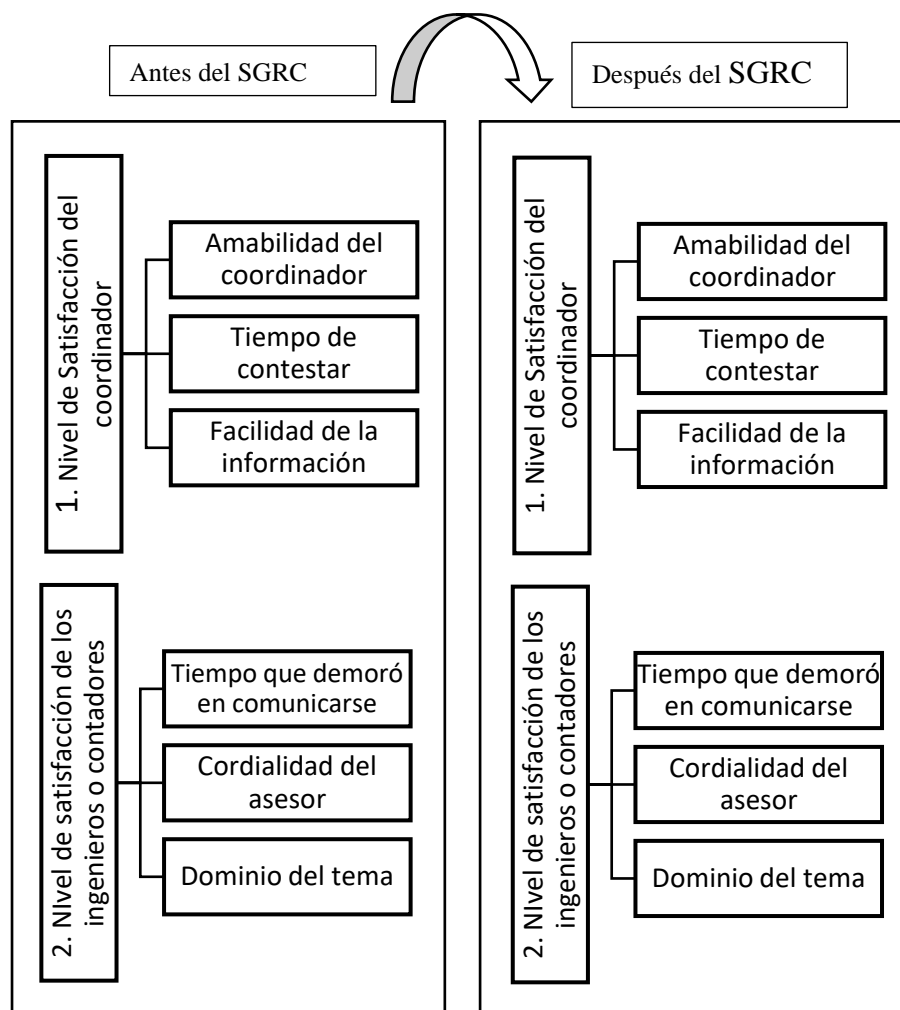 Antes del SGRC
Después del SGRC
1. Nivel de Satisfacción del
coordinador
Amabilidad del
coordinador
Tiempo de
contestar
Facilidad de la
información
2. NIvel de satisfacción de los
ingenieros o contadores
Tiempo que demoró
en comunicarse
Cordialidad del
asesor
Dominio del tema
1. Nivel de Satisfacción del
coordinador
Amabilidad del
coordinador
Tiempo de
contestar
Facilidad de la
información
2. NIvel de satisfacción de los
ingenieros o contadores
Tiempo que demoró
en comunicarse
Cordialidad del
asesor
Dominio del tema